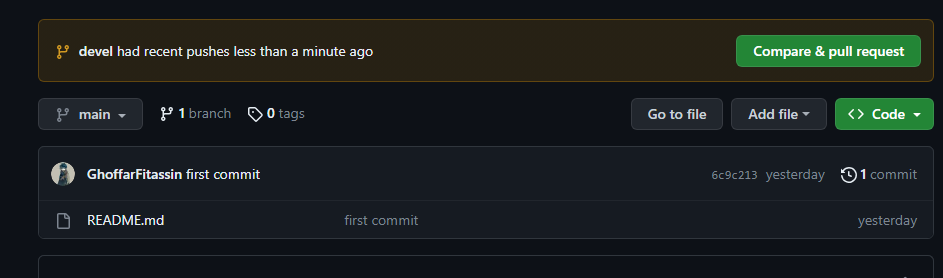 devel had recent pushes less than a minute ago
Compare & pull request
main
1 branch
0 tags
Go to file
Add file
Code
GhoffarFitassin first commit
6c9c213 yesterday
1 commit
README.md
first commit
yesterday